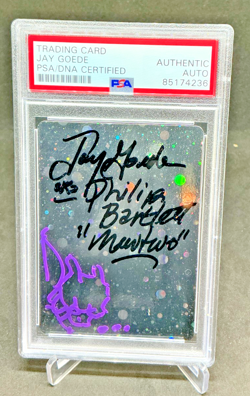 TRADING CARD
JAY GOEDE
PSA/DNA CERTIFIED
AUTHENTIC
AUTO
85174236
PSA
Jay Goede
aka
Philip
Bartlett
"Mewtwo"